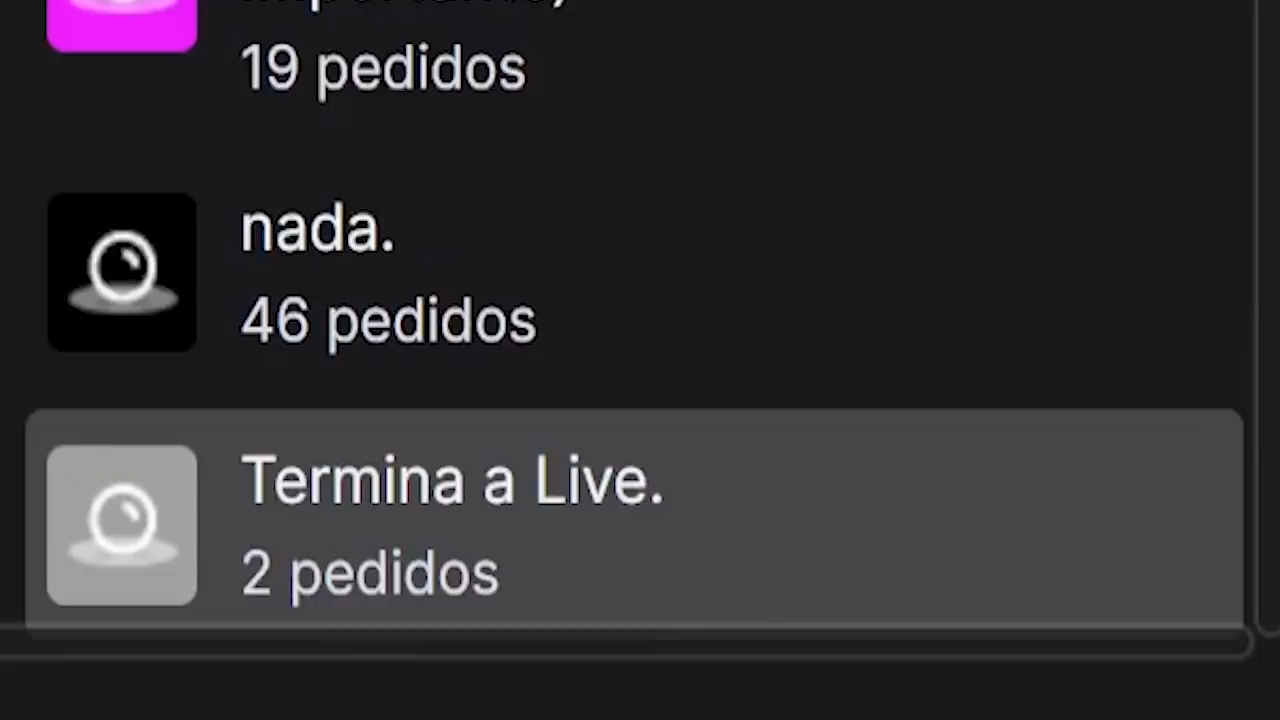 19 pedidos
nada.
46 pedidos
Termina a Live.
2 pedidos